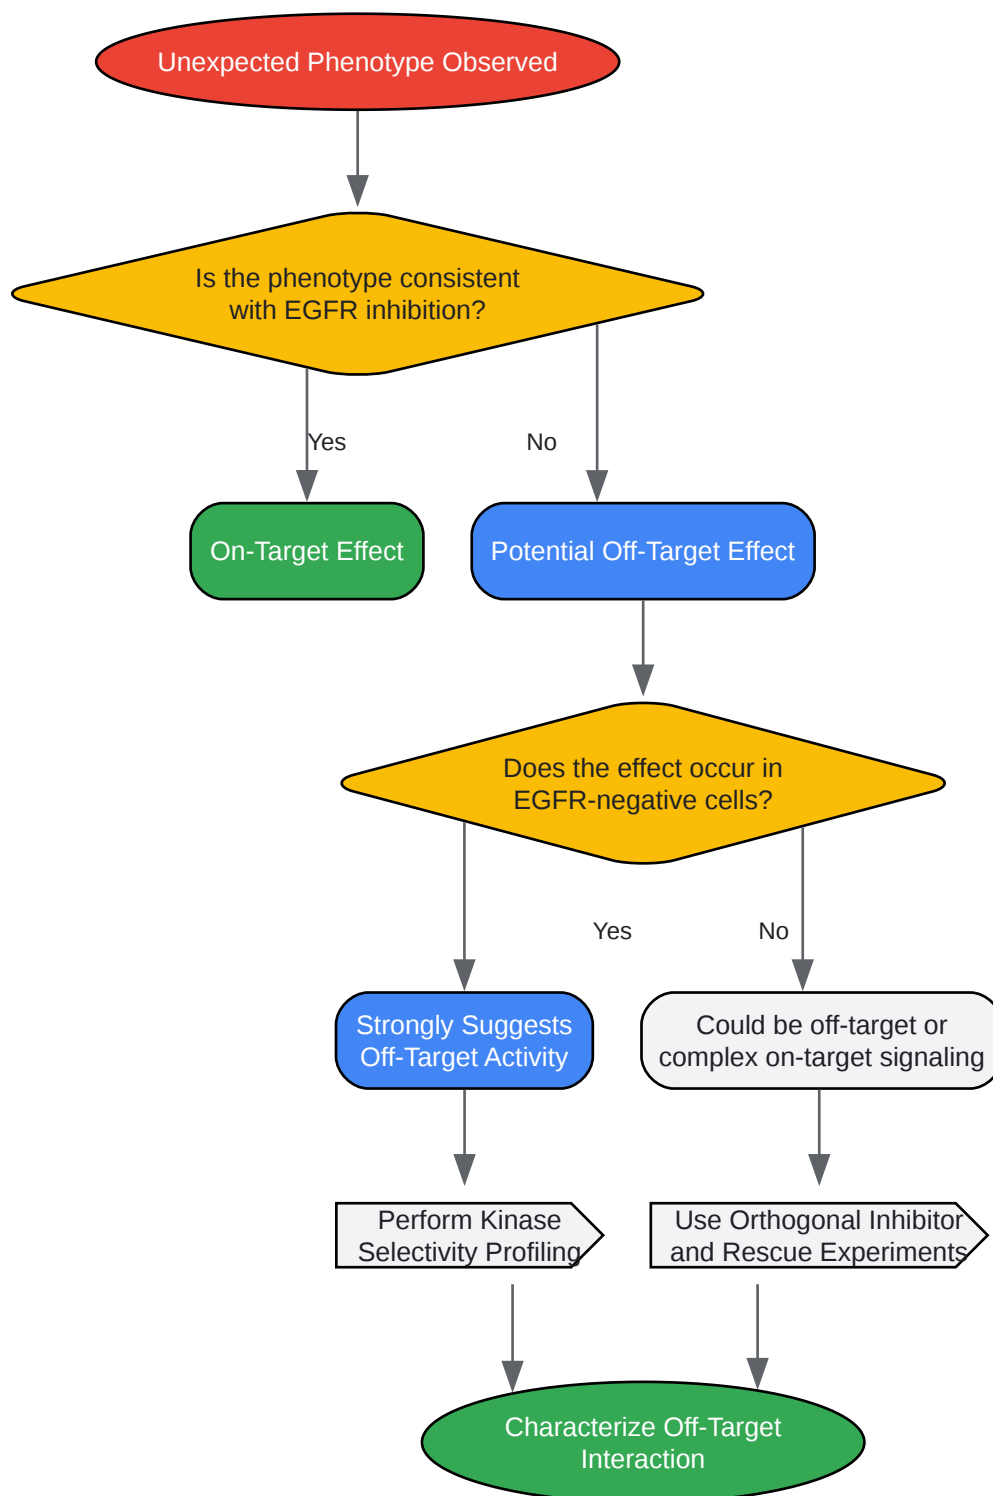 Unexpected Phenotype Observed
Is the phenotype consistent
with EGFR inhibition?
Yes
No
On-Target Effect
Potential Off-Target Effect
Does the effect occur in
EGFR-negative cells?
Yes
No
Strongly Suggests
Off-Target Activity
Could be off-target or
complex on-target signaling
Perform Kinase
Selectivity Profiling
Use Orthogonal Inhibitor
and Rescue Experiments
Characterize Off-Target
Interaction